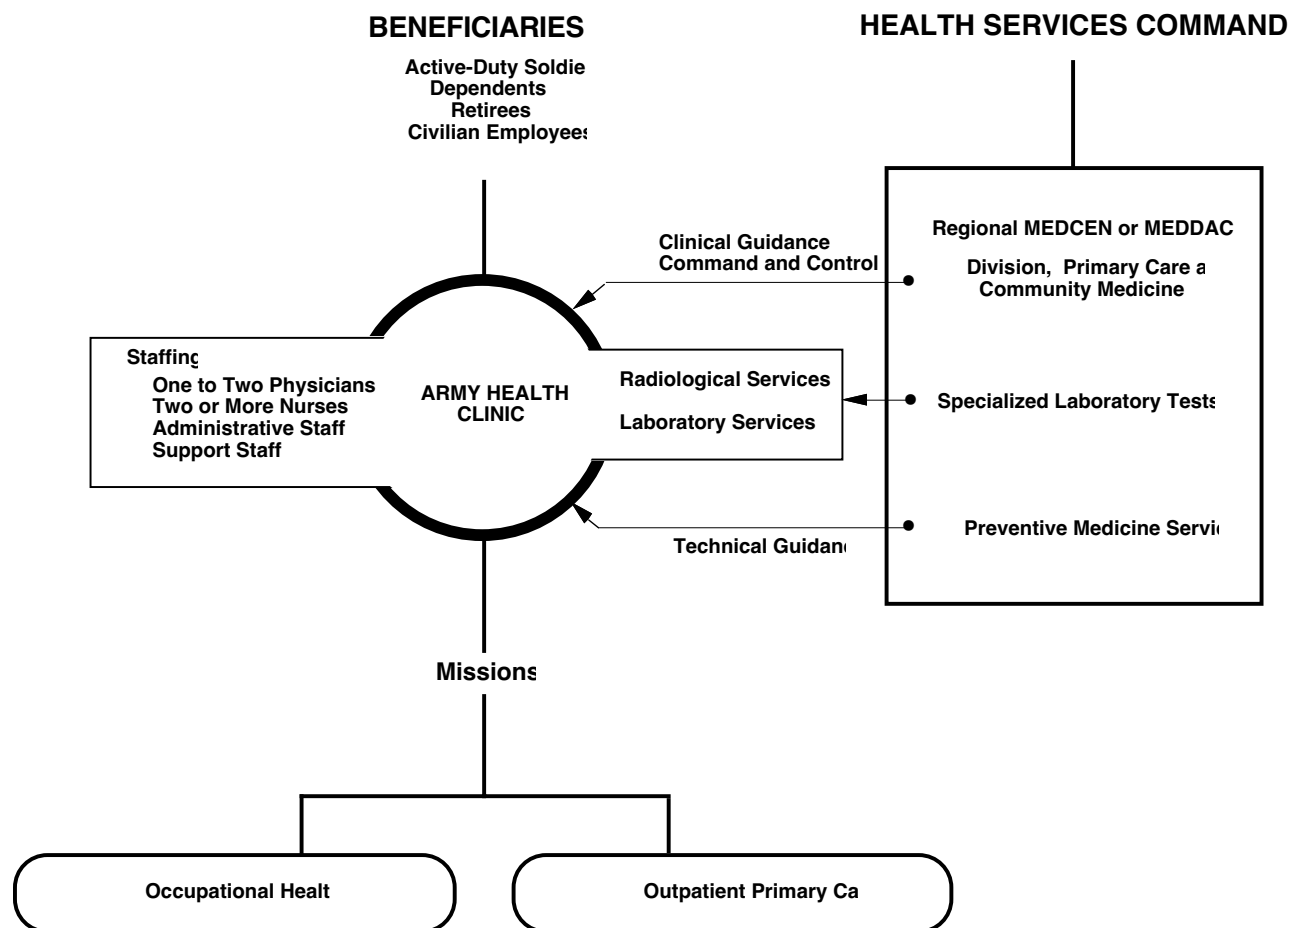 BENEFICIARIES
Active-Duty Soldie
Dependents
Retirees
Civilian Employees
HEALTH SERVICES COMMAND
Regional MEDCEN or MEDDAC
Division, Primary Care a
Community Medicine
Clinical Guidance
Command and Control
Staffing
One to Two Physicians
Two or More Nurses
Administrative Staff
Support Staff
ARMY HEALTH
CLINIC
Radiological Services
Laboratory Services
Specialized Laboratory Tests
Preventive Medicine Servi
Technical Guidan
Missions
Occupational Healt
Outpatient Primary Ca